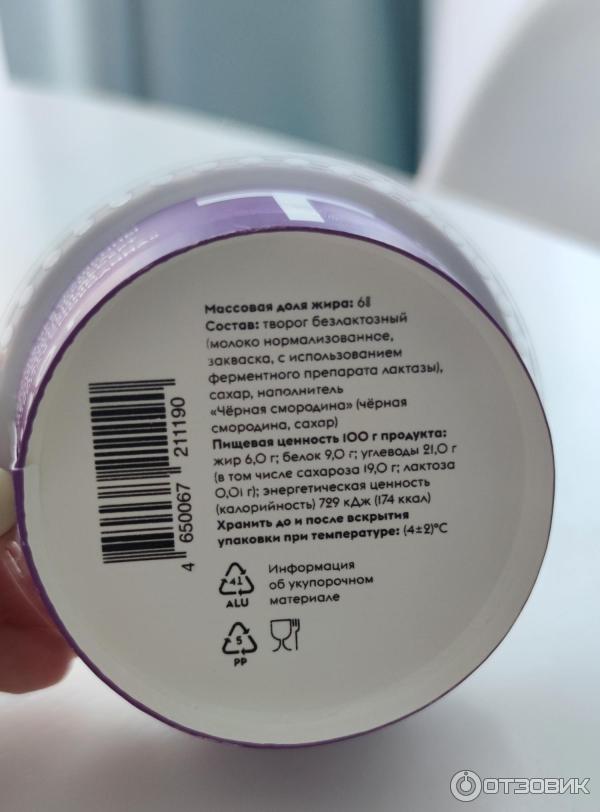 Массовая доля жира: 6%
Состав: творог безлактозный
(молоко нормализованное,
закваска, с использованием
ферментного препарата лактазы),
сахар, наполнитель
«Чёрная смородина» (чёрная
смородина, сахар)
Пищевая ценность 100 г продукта:
жир 6,0 г; белок 9,0 г; углеводы 21,0 г
(в том числе сахароза 19,0 г; лактоза
0,01 г); энергетическая ценность
(калорийность) 729 кДж (174 ккал)
Хранить до и после вскрытия
упаковки при температуре: (4±2)°C
4 650067 211190
41
ALU
Информация
об укупорочном
материале
5
PP
ОТЗОВИК